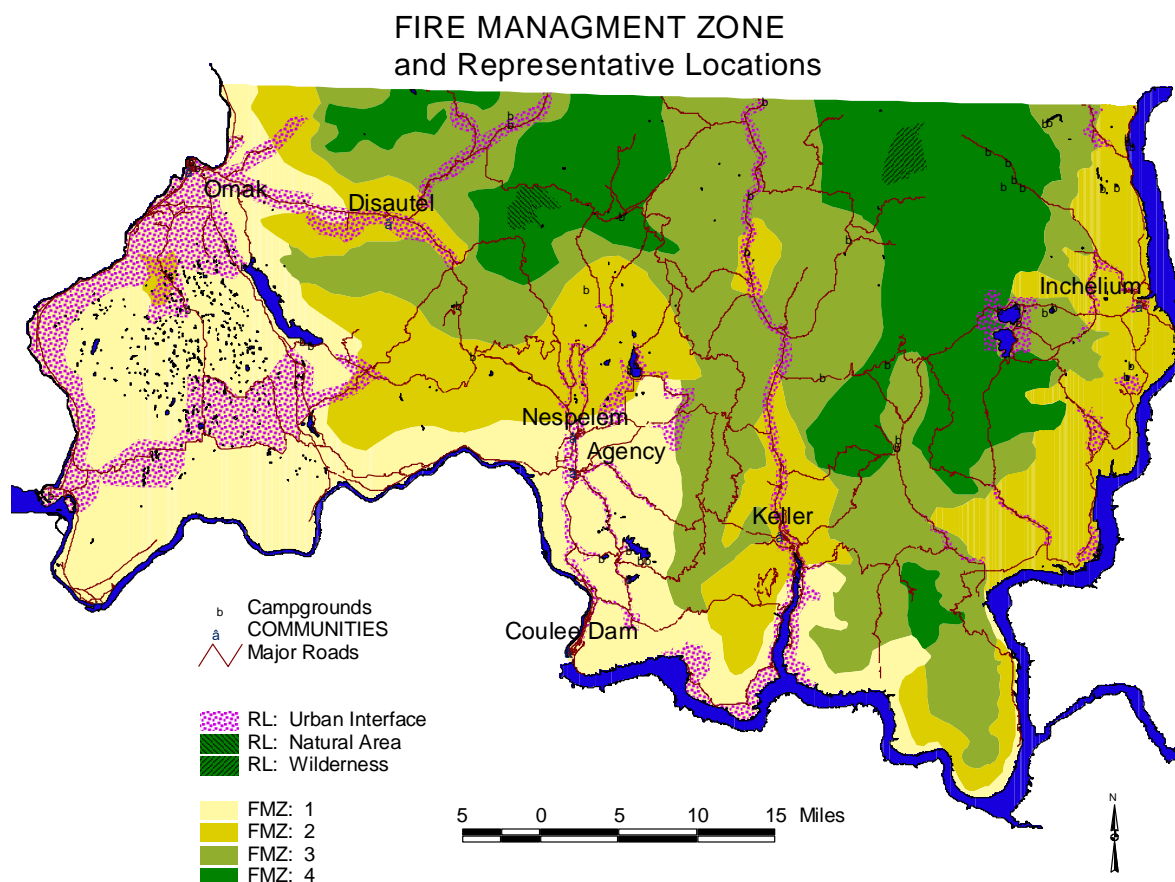 FIRE MANAGMENT ZONE
and Representative Locations
Omak
Disautel
Inchelium
Nespelem
Agency
Keller
Coulee Dam
b Campgrounds
â COMMUNITIES
Major Roads
RL: Urban Interface
RL: Natural Area
RL: Wilderness
FMZ: 1
FMZ: 2
FMZ: 3
FMZ: 4
5 0 5 10 15 Miles
N